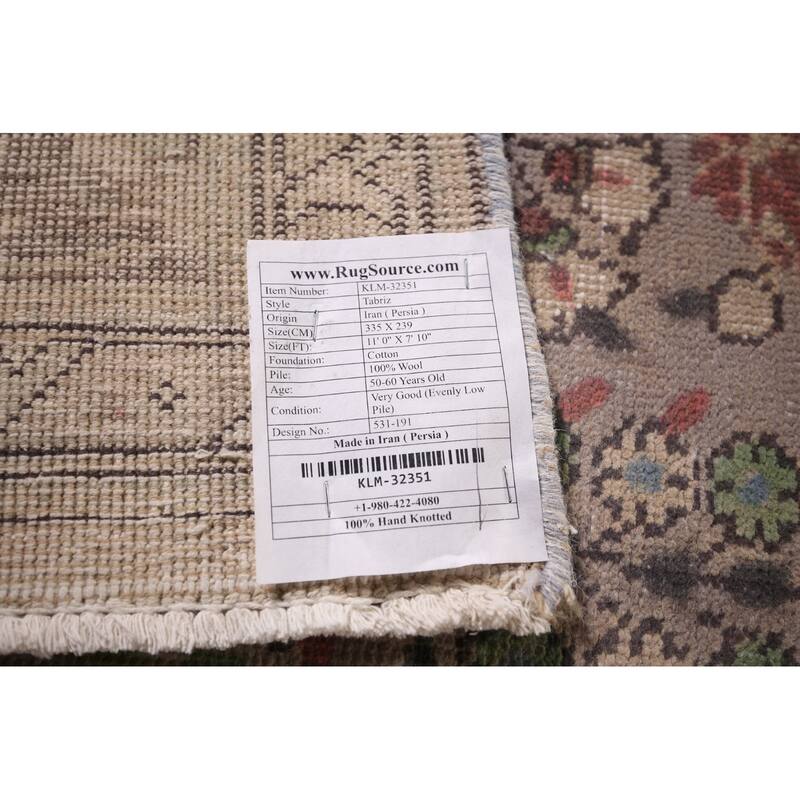 www.RugSource.com
Item Number: KLM-32351
Style Tabriz
Origin Iran ( Persia )
Size(CM) 335 X 239
Size(FT): 11' 0" X 7' 10"
Foundation: Cotton
Pile: 100% Wool
Age: 50-60 Years Old
Condition: Very Good (Evenly Low
Pile)
Design No.: 531-191
Made in Iran ( Persia )
KLM-32351
+1-980-422-4080
100% Hand Knotted